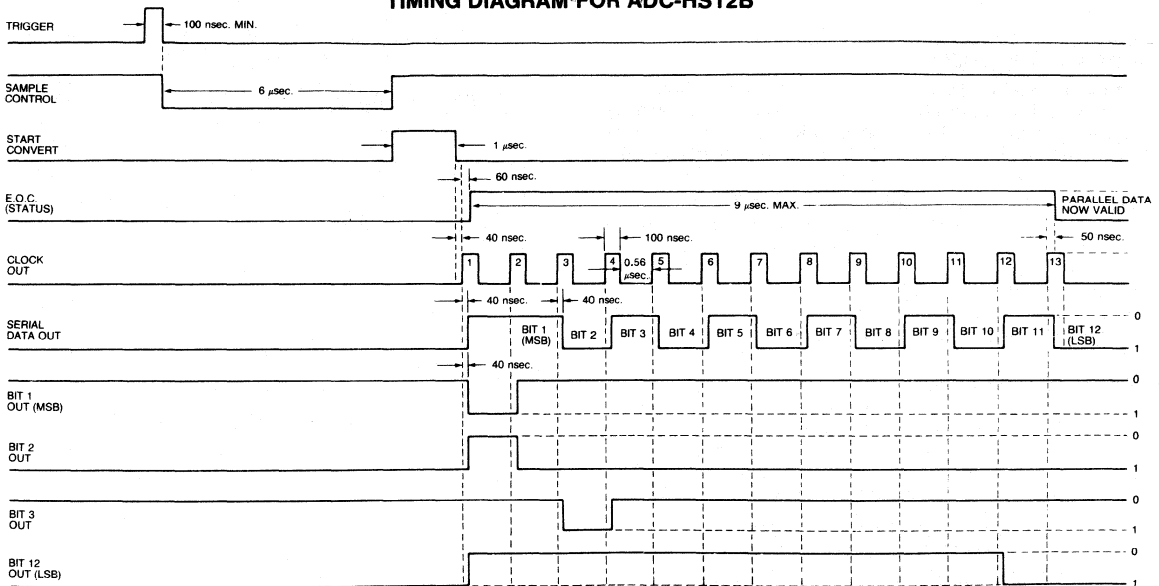 TIMING DIAGRAM FOR ADC-HS12B
TRIGGER
100 nsec. MIN.
SAMPLE
CONTROL
6 μsec.
START
CONVERT
1 μsec.
60 nsec.
E.O.C.
(STATUS)
9 μsec. MAX.
PARALLEL DATA
NOW VALID
40 nsec.
100 nsec.
50 nsec.
CLOCK
OUT
1 2 3 4 0.56 5 6 7 8 9 10 11 12 13
μsec.
40 nsec.
40 nsec.
SERIAL
DATA OUT
0
BIT 1 BIT 2 BIT 3 BIT 4 BIT 5 BIT 6 BIT 7 BIT 8 BIT 9 BIT 10 BIT 11 BIT 12
(MSB) (LSB)
1
40 nsec.
BIT 1
OUT (MSB)
0
1
BIT 2
OUT
0
1
BIT 3
OUT
0
1
BIT 12
OUT (LSB)
0
1